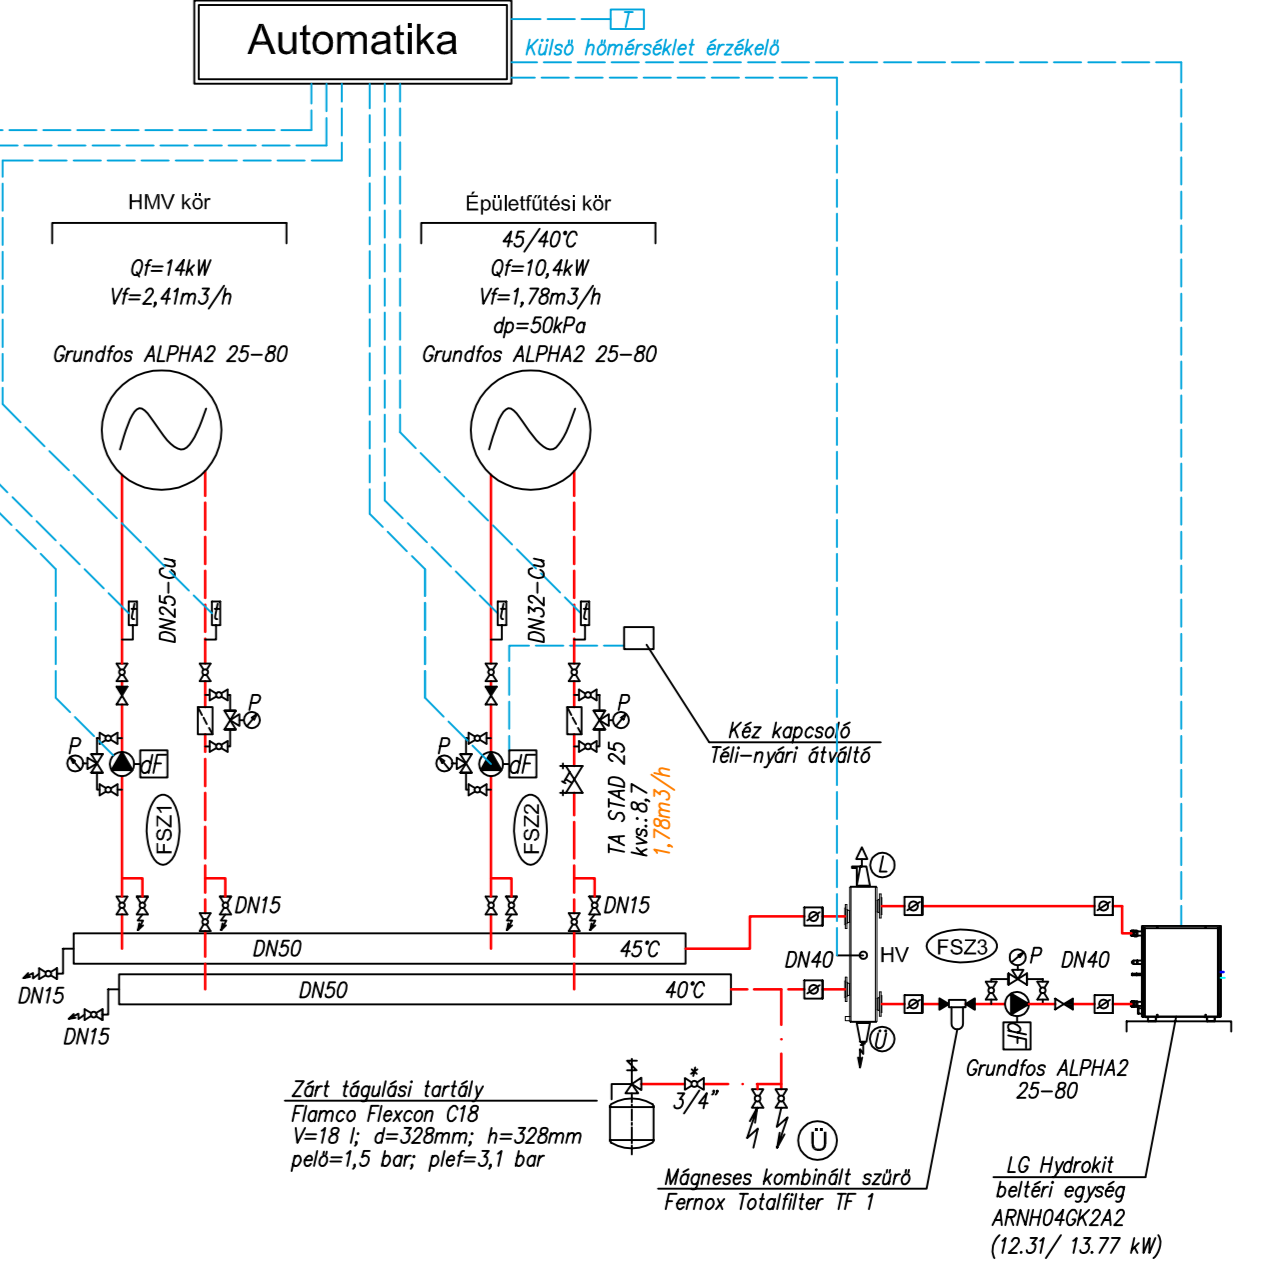 Automatika
T
Külső hőmérséklet érzékelő
HMV kör
Qf=14kW
Vf=2,41m3/h
Grundfos ALPHA2 25-80
Épületfűtési kör
45/40°C
Qf=10,4kW
Vf=1,78m3/h
dp=50kPa
Grundfos ALPHA2 25-80
DN25-Cu
t
t
DN32-Cu
t
t
P
P
dF
FSZ1
P
P
dF
FSZ2
Kéz kapcsoló
Téli-nyári átváltó
TA STAD 25
kvs.:8,7
1,78m3/h
DN15
DN15
DN50
45°C
DN50
40°C
DN15
DN15
L
DN40
HV
FSZ3
P
DN40
Ü
dF
Grundfos ALPHA2
25-80
Zárt tágulási tartály
Flamco Flexcon C18
V=18 l; d=328mm; h=328mm
pelő=1,5 bar; plef=3,1 bar
*
3/4"
Ü
Mágneses kombinált szűrő
Fernox Totalfilter TF 1
LG Hydrokit
beltéri egység
ARNH04GK2A2
(12.31/ 13.77 kW)